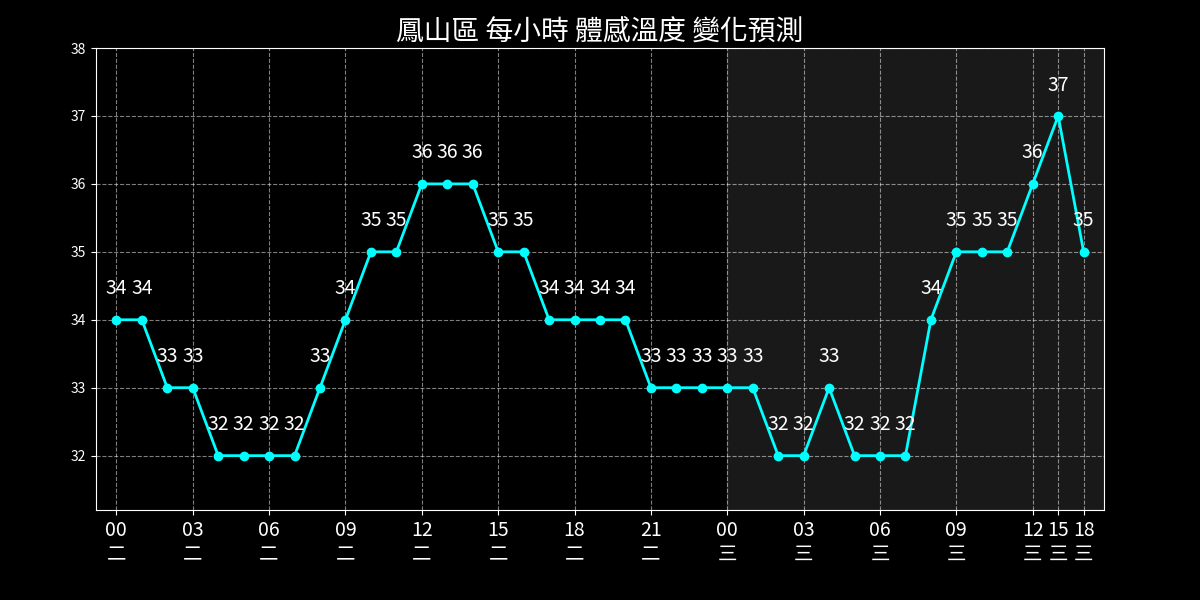 鳳山區 每小時 體感溫度 變化預測
38
37
36
35
34
33
32
37
36 36 36 36
35 35 35 35 35 35 35 35
34 34 34 34 34 34 34 34
33 33 33 33 33 33 33 33 33
32 32 32 32 32 32 32 32 32
00 03 06 09 12 15 18 21 00 03 06 09 12 15 18
二 二 二 二 二 二 二 二 三 三 三 三 三 三 三